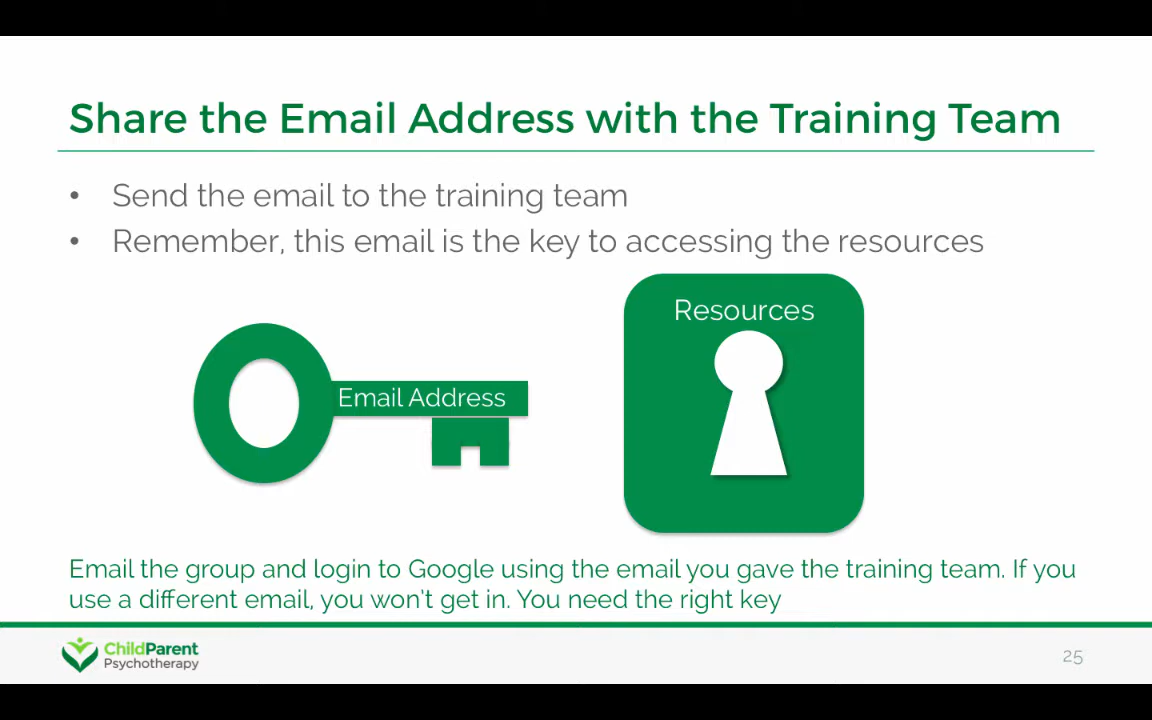 Share the Email Address with the Training Team
• Send the email to the training team
• Remember, this email is the key to accessing the resources
Resources
Email Address
Email the group and login to Google using the email you gave the training team. If you
use a different email, you won't get in. You need the right key
ChildParent
Psychotherapy
25